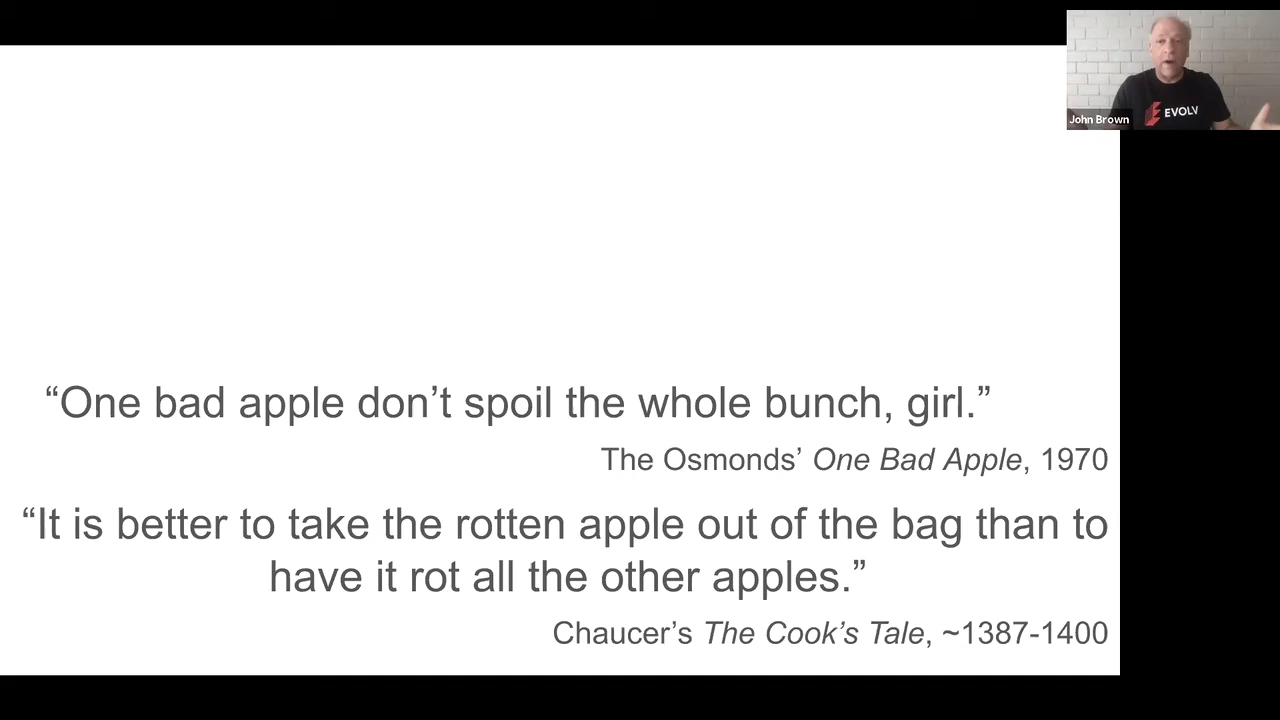 EVOLV
John Brown
“One bad apple don’t spoil the whole bunch, girl.”
The Osmonds’ One Bad Apple, 1970
“It is better to take the rotten apple out of the bag than to
have it rot all the other apples.”
Chaucer’s The Cook’s Tale, ~1387-1400